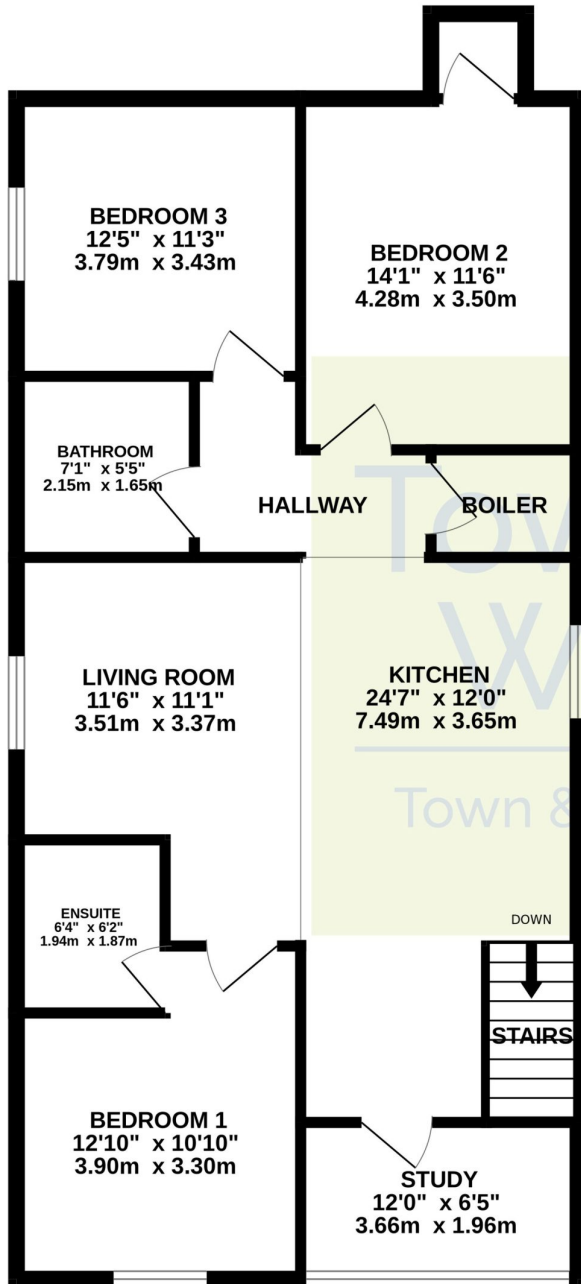 BEDROOM 3
12'5" x 11'3"
3.79m x 3.43m
BEDROOM 2
14'1" x 11'6"
4.28m x 3.50m
BATHROOM
7'1" x 5'5"
2.15m x 1.65m
HALLWAY
BOILER
LIVING ROOM
11'6" x 11'1"
3.51m x 3.37m
KITCHEN
24'7" x 12'0"
7.49m x 3.65m
Town &
ENSUITE
6'4" x 6'2"
1.94m x 1.87m
DOWN
STAIRS
BEDROOM 1
12'10" x 10'10"
3.90m x 3.30m
STUDY
12'0" x 6'5"
3.66m x 1.96m